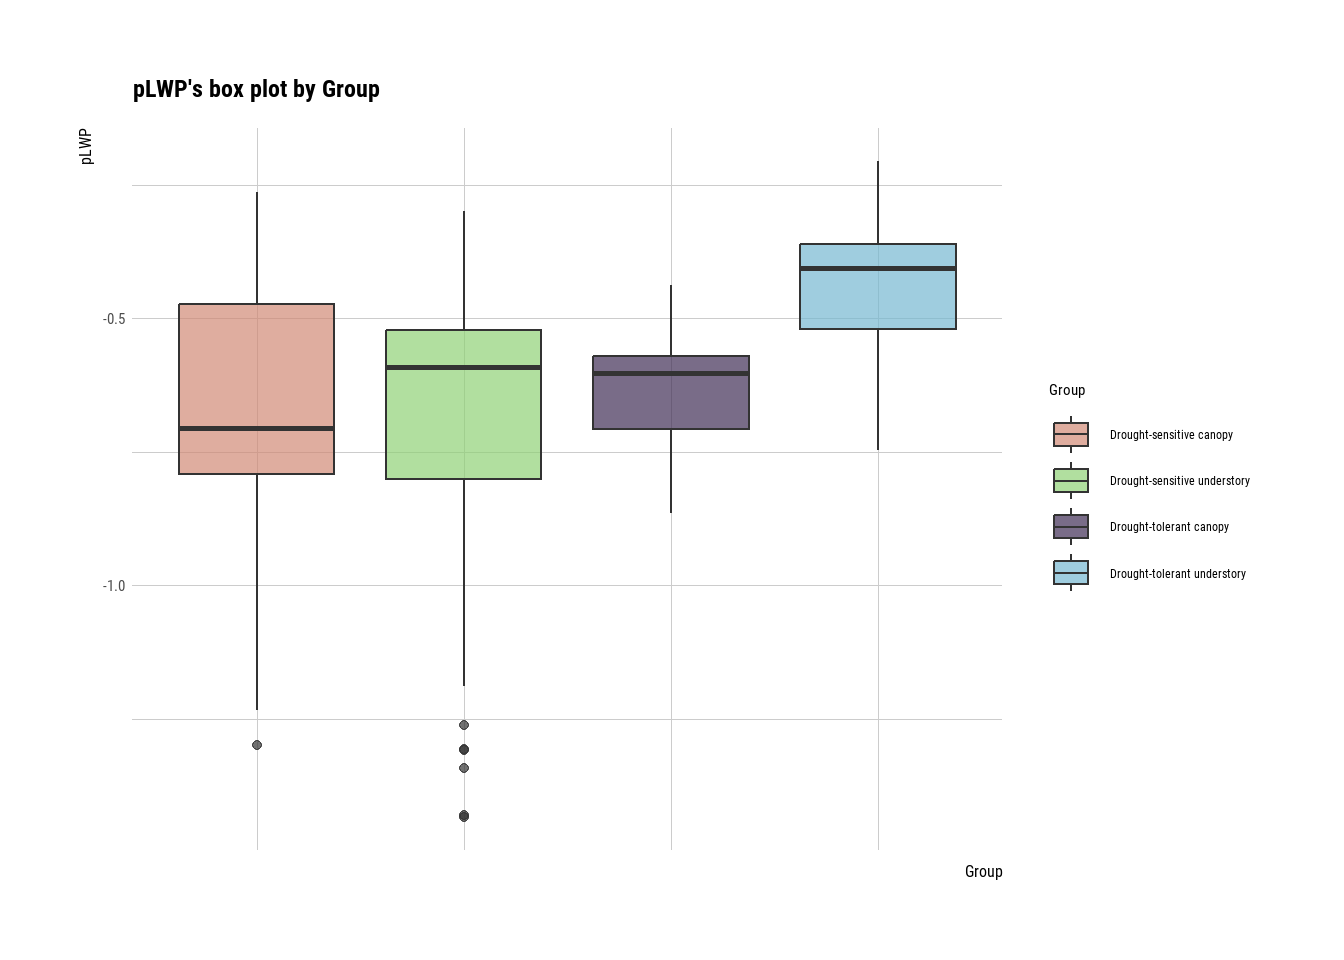 pLWP's box plot by Group
pLWP
-0.5
-1.0
Group
Group
Drought-sensitive canopy
Drought-sensitive understory
Drought-tolerant canopy
Drought-tolerant understory